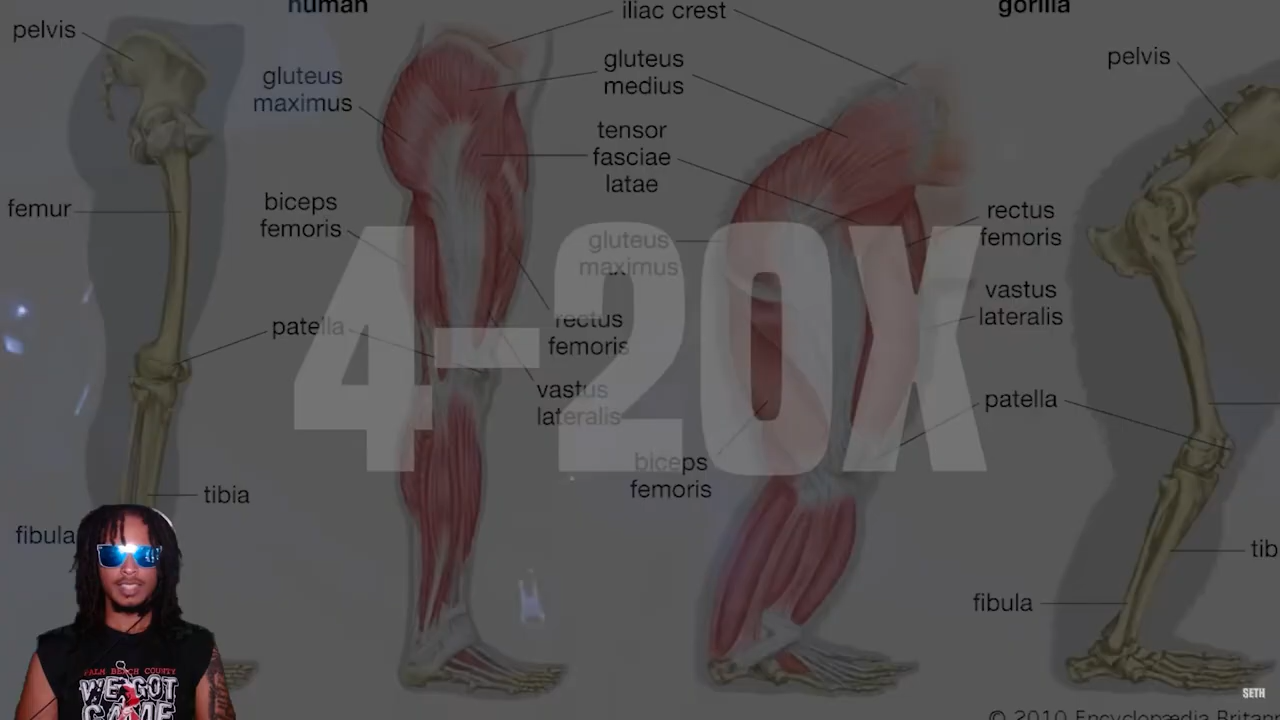 human
gorilla
pelvis
iliac crest
gluteus
medius
pelvis
gluteus
maximus
tensor
fasciae
latae
femur
biceps
femoris
gluteus
maximus
rectus
femoris
4-20X
patella
rectus
femoris
vastus
lateralis
vastus
lateralis
patella
biceps
femoris
tibia
fibula
tib
fibula
PALM BEACH COUNTY
WE GOT
GAME
SETH
© 2010 Encyclopædia Britan